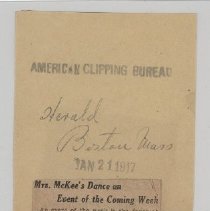 AMERICAN CLIPPING BUREAU
Herald
Boston Mass
JAN 21 1917
Mrs. McKee's Dance an
Event of the Coming Week